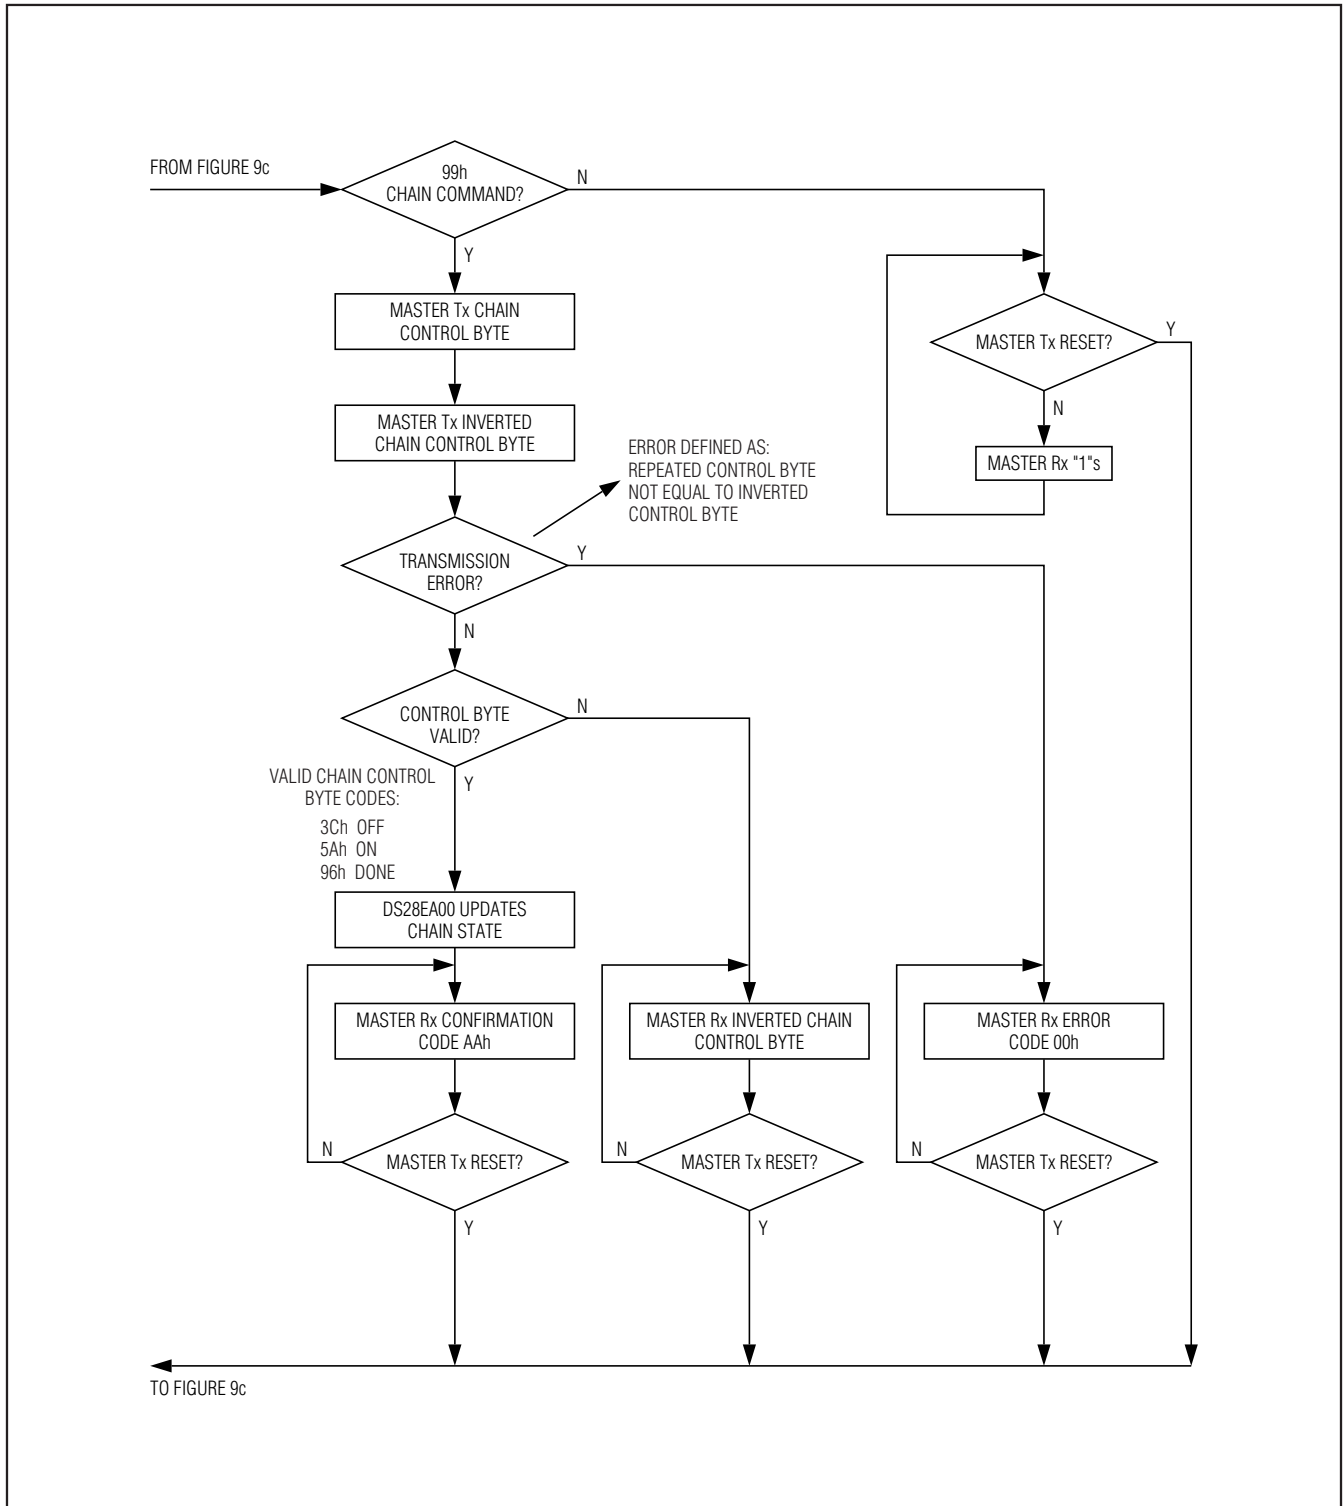 FROM FIGURE 9c
99h
CHAIN COMMAND?
N
Y
MASTER Tx CHAIN
CONTROL BYTE
MASTER Tx RESET?
Y
N
MASTER Rx "1"s
MASTER Tx INVERTED
CHAIN CONTROL BYTE
ERROR DEFINED AS:
REPEATED CONTROL BYTE
NOT EQUAL TO INVERTED
CONTROL BYTE
TRANSMISSION
ERROR?
Y
N
CONTROL BYTE
VALID?
N
Y
VALID CHAIN CONTROL
BYTE CODES:
3Ch OFF
5Ah ON
96h DONE
DS28EA00 UPDATES
CHAIN STATE
MASTER Rx CONFIRMATION
CODE AAh
MASTER Rx INVERTED CHAIN
CONTROL BYTE
MASTER Rx ERROR
CODE 00h
N
MASTER Tx RESET?
Y
N
MASTER Tx RESET?
Y
N
MASTER Tx RESET?
Y
TO FIGURE 9c